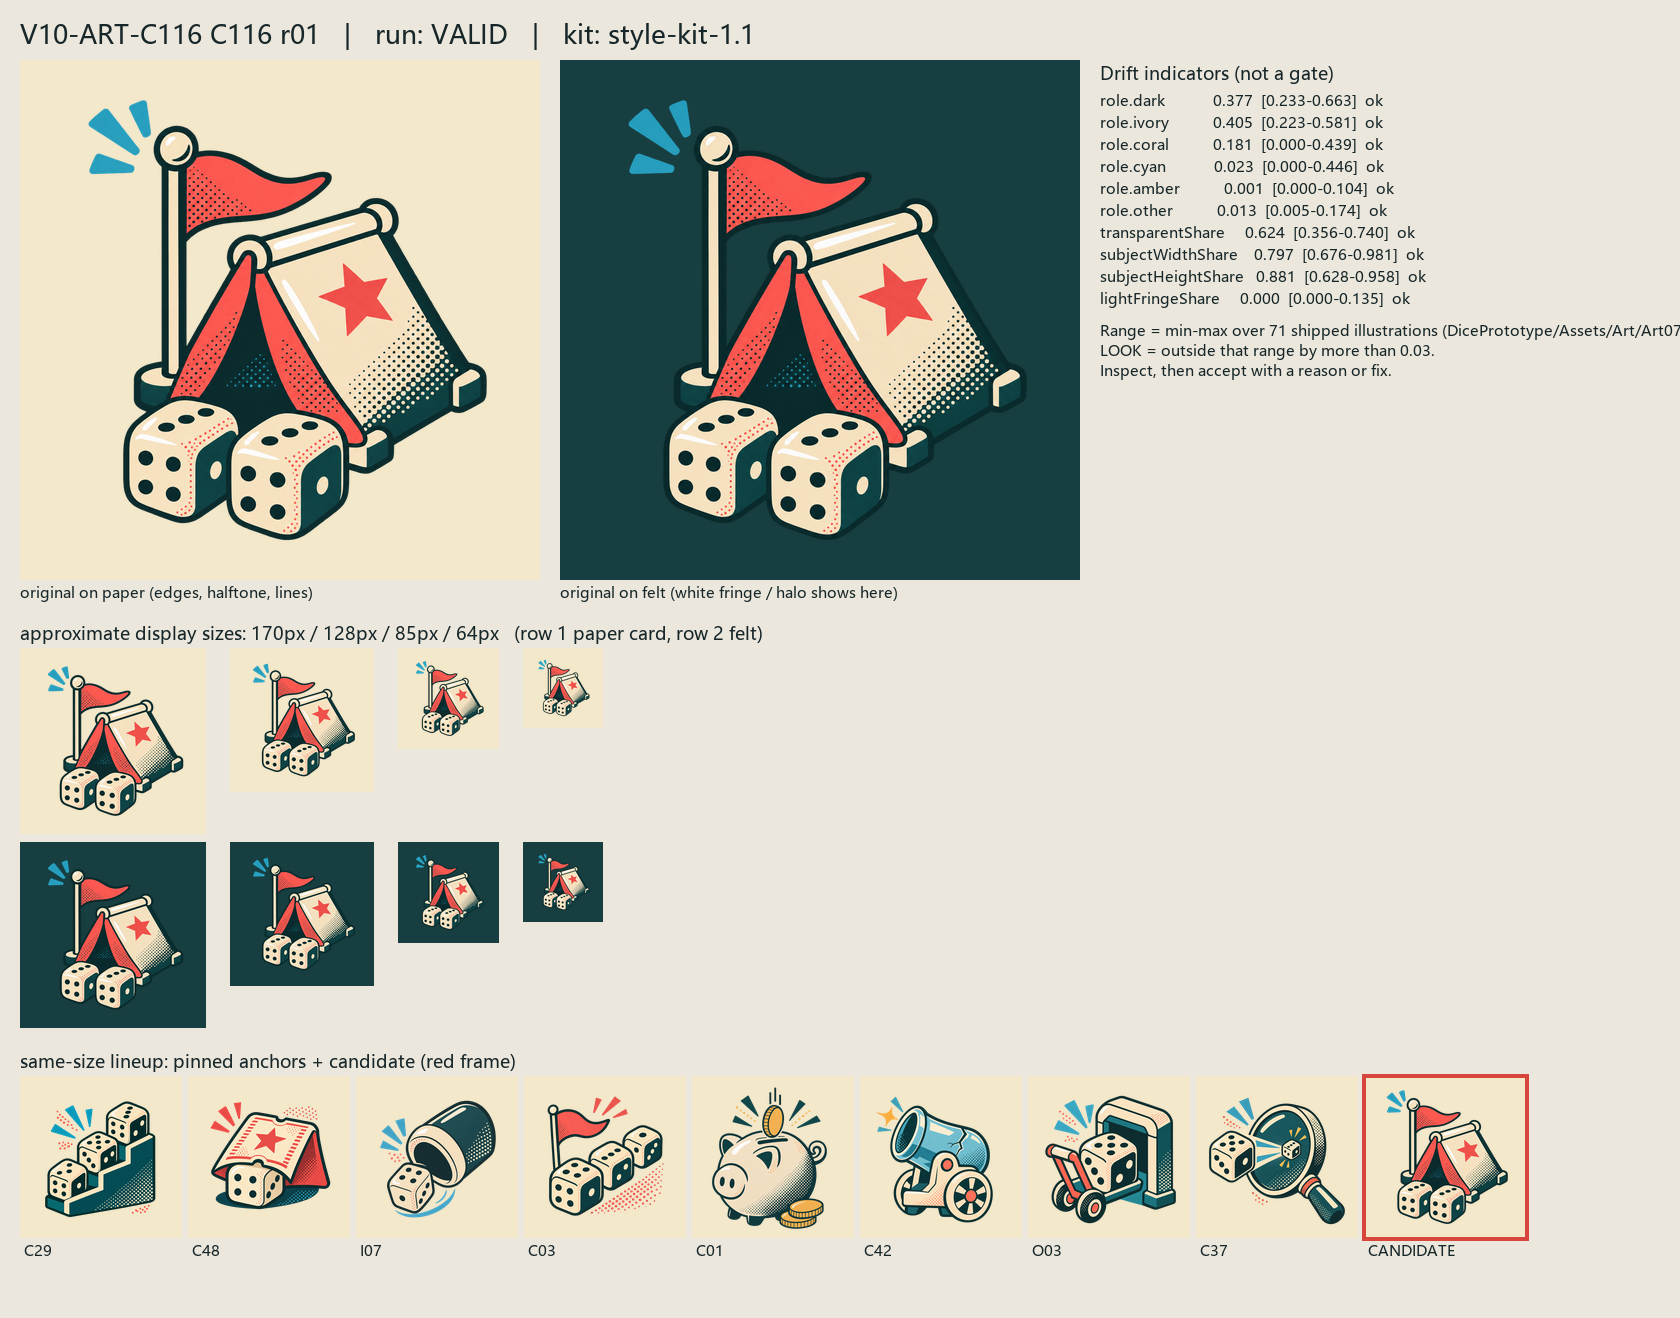 V10-ART-C116 C116 r01 | run: VALID | kit: style-kit-1.1
Drift indicators (not a gate)
role.dark 0.377 [0.233-0.663] ok
role.ivory 0.405 [0.223-0.581] ok
role.coral 0.181 [0.000-0.439] ok
role.cyan 0.023 [0.000-0.446] ok
role.amber 0.001 [0.000-0.104] ok
role.other 0.013 [0.005-0.174] ok
transparentShare 0.624 [0.356-0.740] ok
subjectWidthShare 0.797 [0.676-0.981] ok
subjectHeightShare 0.881 [0.628-0.958] ok
lightFringeShare 0.000 [0.000-0.135] ok
Range = min-max over 71 shipped illustrations (DicePrototype/Assets/Art/Art07
LOOK = outside that range by more than 0.03.
Inspect, then accept with a reason or fix.
original on paper (edges, halftone, lines)
original on felt (white fringe / halo shows here)
approximate display sizes: 170px / 128px / 85px / 64px (row 1 paper card, row 2 felt)
same-size lineup: pinned anchors + candidate (red frame)
C29
C48
I07
C03
C01
C42
O03
C37
CANDIDATE